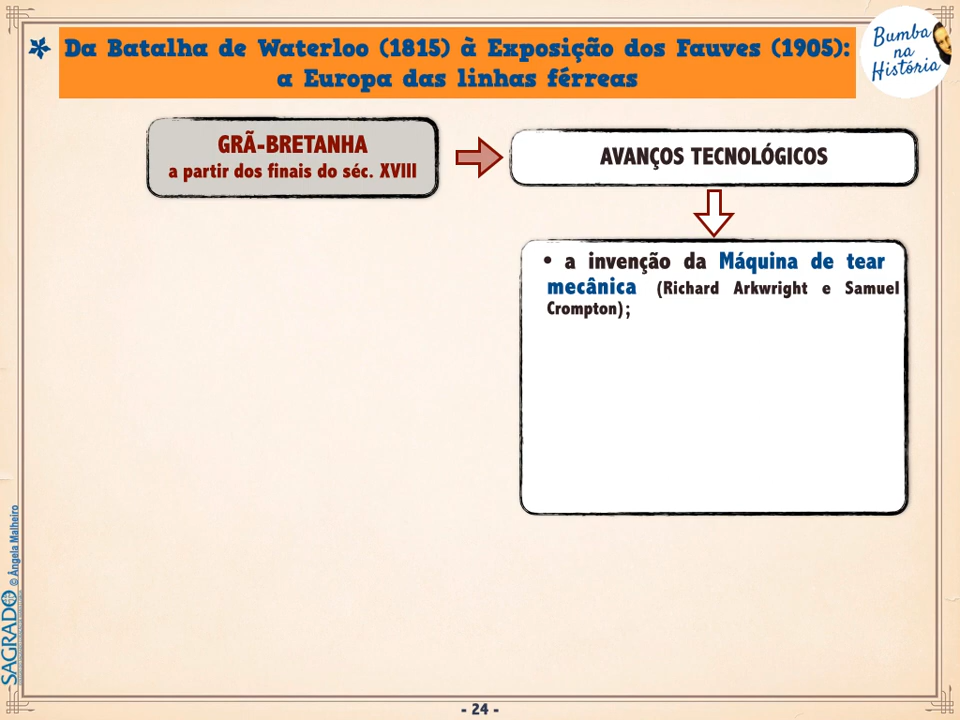 Da Batalha de Waterloo (1815) à Exposição dos Fauves (1905):
a Europa das linhas férreas
Bumba
na
História
GRÃ-BRETANHA
a partir dos finais do séc. XVIII
AVANÇOS TECNOLÓGICOS
• a invenção da Máquina de tear
mecânica (Richard Arkwright e Samuel
Crompton);
SAGRADO
© Ângela Malheiro
- 24 -